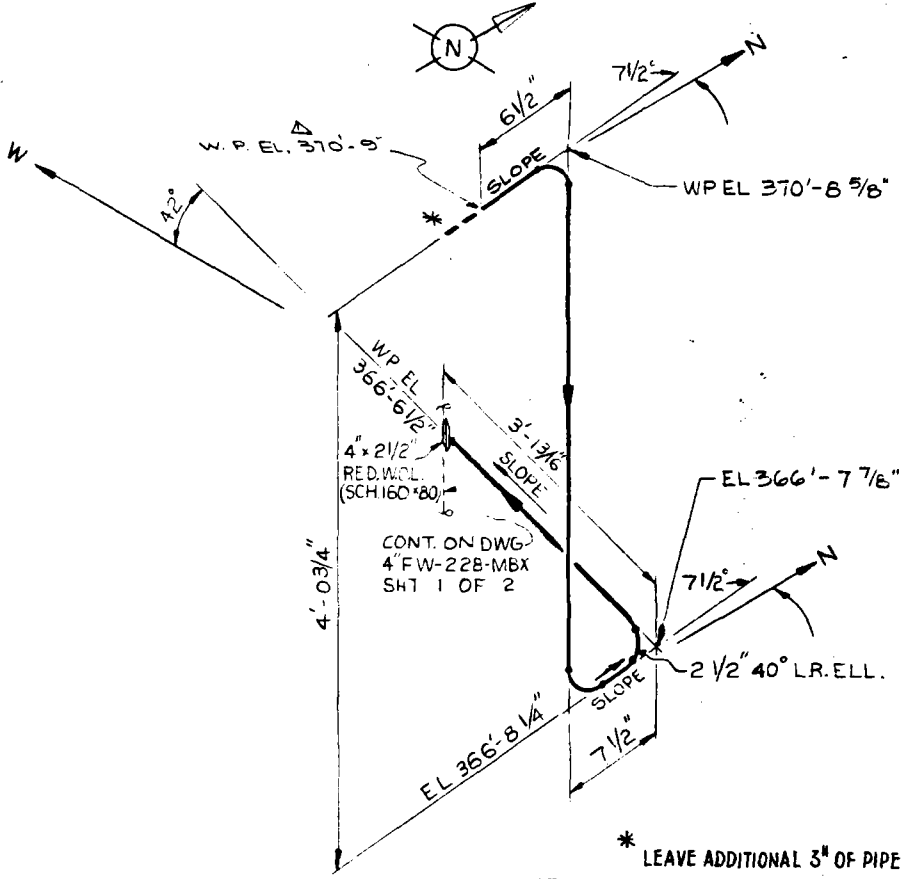 N
7 1/2°
N
6 1/2"
W. P. EL. 370'-9"
SLOPE
W
WP EL 370'-8 5/8"
42°
*
WP EL
366'-6 1/2"
3'-1 3/16"
SLOPE
4" x 2 1/2"
RED. W.O.L.
(SCH. 160 x 80)
EL 366'-7 7/8"
CONT. ON DWG
4" FW-228-MBX
SHT 1 OF 2
N
7 1/2°
4'-0 3/4"
2 1/2" 40° L.R. ELL.
SLOPE
EL 366'-8 1/4"
7 1/2"
* LEAVE ADDITIONAL 3" OF PIPE